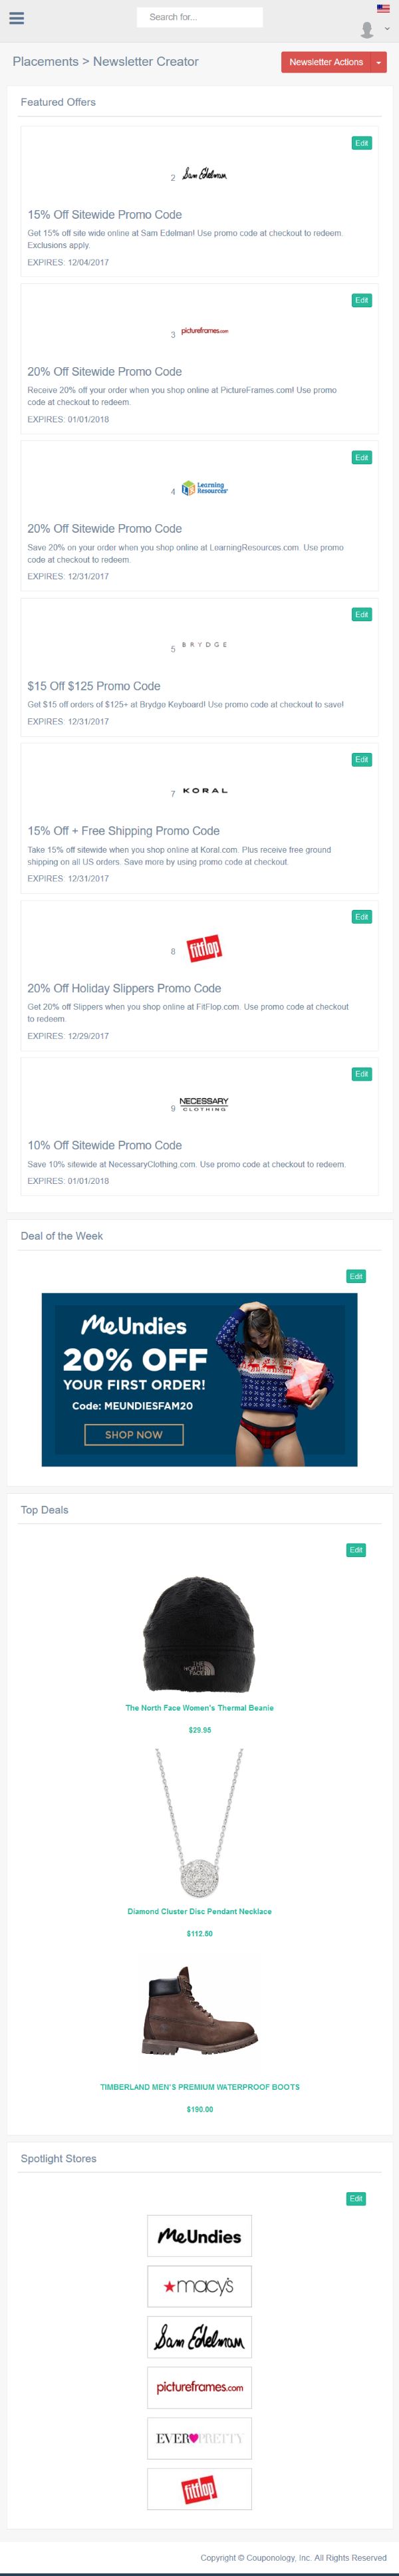 Search for...
Placements > Newsletter Creator
Newsletter Actions
Featured Offers
Edit
2 Sam Edelman
15% Off Sitewide Promo Code
Get 15% off site wide online at Sam Edelman! Use promo code at checkout to redeem.
Exclusions apply.
EXPIRES: 12/04/2017
Edit
3 pictureframes.com
20% Off Sitewide Promo Code
Receive 20% off your order when you shop online at PictureFrames.com! Use promo
code at checkout to redeem.
EXPIRES: 01/01/2018
Edit
4 Learning
Resources
20% Off Sitewide Promo Code
Save 20% on your order when you shop online at LearningResources.com. Use promo
code at checkout to redeem.
EXPIRES: 12/31/2017
Edit
5 BRYDGE
$15 Off $125 Promo Code
Get $15 off orders of $125+ at Brydge Keyboard! Use promo code at checkout to save!
EXPIRES: 12/31/2017
Edit
7 KORAL
15% Off + Free Shipping Promo Code
Take 15% off sitewide when you shop online at Koral.com. Plus receive free ground
shipping on all US orders. Save more by using promo code at checkout.
EXPIRES: 12/31/2017
Edit
8 fitflop
20% Off Holiday Slippers Promo Code
Get 20% off Slippers when you shop online at FitFlop.com. Use promo code at checkout
to redeem.
EXPIRES: 12/29/2017
Edit
9 NECESSARY
CLOTHING
10% Off Sitewide Promo Code
Save 10% sitewide at NecessaryClothing.com. Use promo code at checkout to redeem.
EXPIRES: 01/01/2018
Deal of the Week
Edit
MeUndies
20% OFF
YOUR FIRST ORDER!
Code: MEUNDIESFAM20
SHOP NOW
Top Deals
Edit
THE
NORTH
FACE
The North Face Women's Thermal Beanie
$29.95
Diamond Cluster Disc Pendant Necklace
$112.50
TIMBERLAND MEN'S PREMIUM WATERPROOF BOOTS
$190.00
Spotlight Stores
Edit
MeUndies
macy's
Sam Edelman
pictureframes.com
EVER PRETTY
fitflop
Copyright © Couponology, Inc. All Rights Reserved